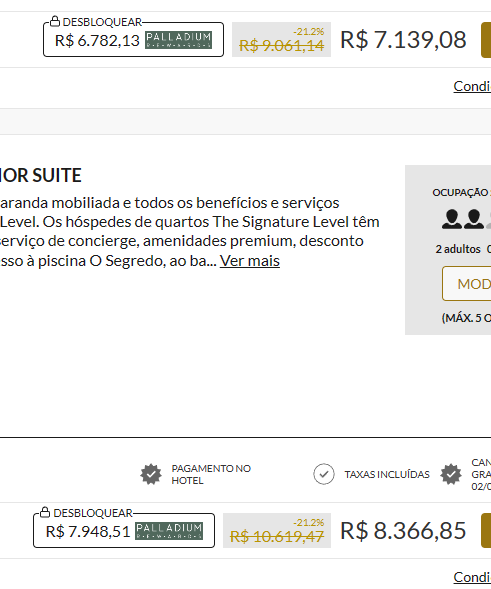 DESBLOQUEAR
R$ 6.782,13 PALLADIUM
REWARDS
-21.2%
R$ 9.061,14
R$ 7.139,08
Condi
IOR SUITE
aranda mobiliada e todos os benefícios e serviços
Level. Os hóspedes de quartos The Signature Level têm
serviço de concierge, amenidades premium, desconto
sso à piscina O Segredo, ao ba... Ver mais
OCUPAÇÃO
2 adultos
MOD
(MÁX. 5 O
PAGAMENTO NO
HOTEL
TAXAS INCLUÍDAS
CAN
GRA
02/0
DESBLOQUEAR
R$ 7.948,51 PALLADIUM
REWARDS
-21.2%
R$ 10.619,47
R$ 8.366,85
Condi